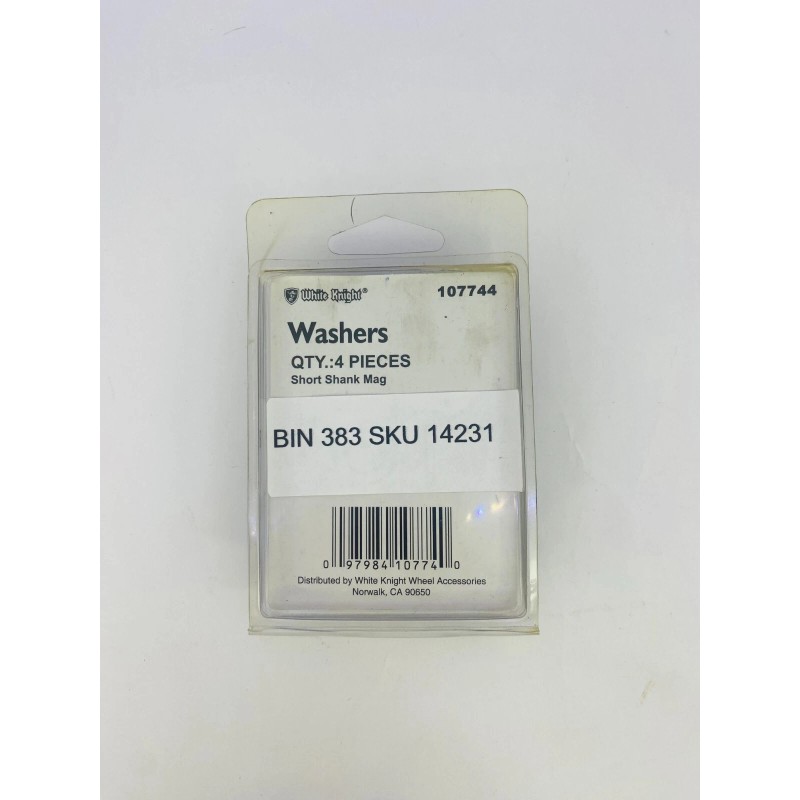 White Knight® 107744
Washers
QTY.:4 PIECES
Short Shank Mag
BIN 383 SKU 14231
0 97984 10774 0
Distributed by White Knight Wheel Accessories
Norwalk, CA 90650